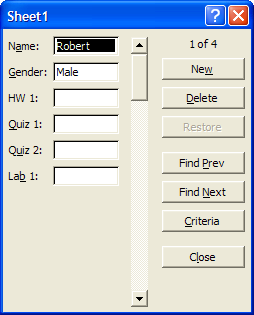 Sheet1
Name: Robert
Gender: Male
HW 1:
Quiz 1:
Quiz 2:
Lab 1:
1 of 4
New
Delete
Restore
Find Prev
Find Next
Criteria
Close